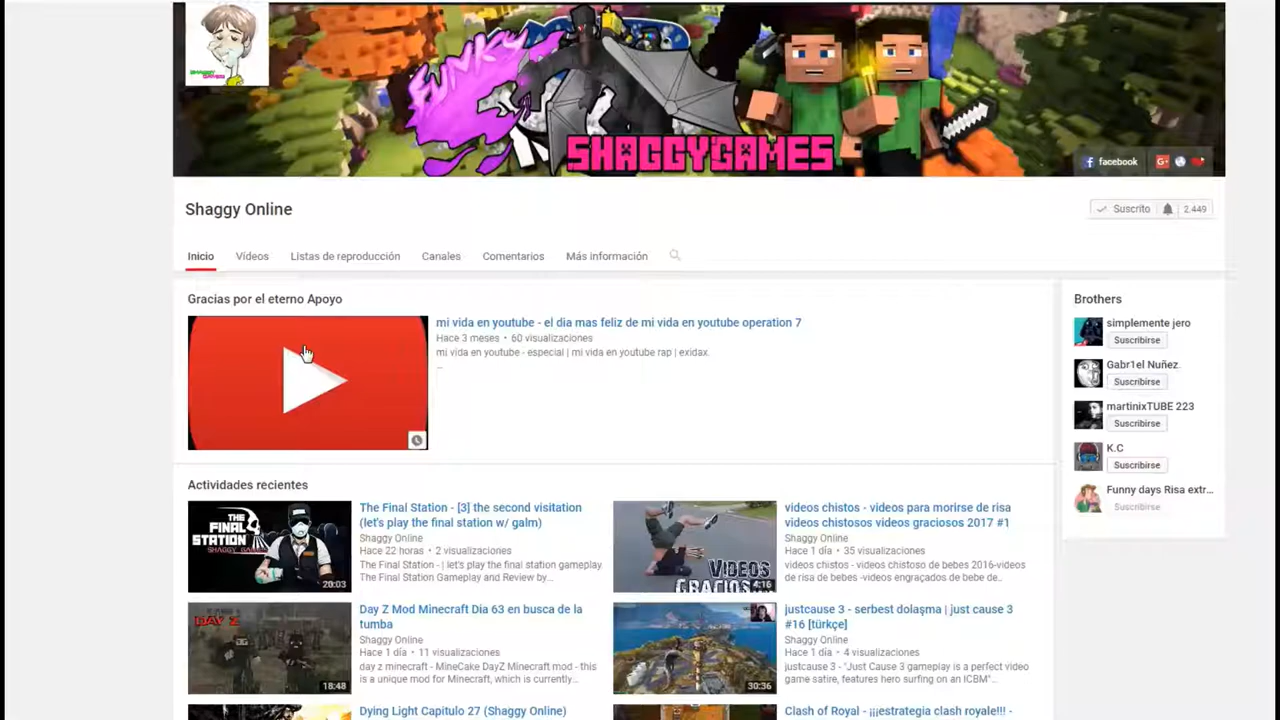 SHAGGYGAMES
facebook
Shaggy Online
Suscrito 2.449
Inicio Vídeos Listas de reproducción Canales Comentarios Más información
Gracias por el eterno Apoyo
mi vida en youtube - el dia mas feliz de mi vida en youtube operation 7
Hace 3 meses • 60 visualizaciones
mi vida en youtube - especial | mi vida en youtube rap | exidax.
...
Brothers
simplemente jero
Suscribirse
Gabr1el Nuñez.
Suscribirse
martinixTUBE 223
Suscribirse
K.C
Suscribirse
Funny days Risa extr...
Suscribirse
Actividades recientes
THE FINAL STATION
SHAGGY GAMES
20:03
The Final Station - [3] the second visitation
(let's play the final station w/ galm)
Shaggy Online
Hace 22 horas • 2 visualizaciones
The Final Station - | let's play the final station gameplay.
The Final Station Gameplay and Review by...
VIDEOS
GRACIOSOS
4:16
videos chistos - videos para morirse de risa
videos chistosos videos graciosos 2017 #1
Shaggy Online
Hace 1 día • 35 visualizaciones
videos chistos - videos chistoso de bebes 2016-videos
de risa de bebes -videos engraçados de bebe de..
DAY Z
18:48
Day Z Mod Minecraft Dia 63 en busca de la
tumba
Shaggy Online
Hace 1 día • 11 visualizaciones
day z minecraft - MineCake DayZ Minecraft mod - this
is a unique mod for Minecraft, which is currently...
30:36
justcause 3 - serbest dolaşma | just cause 3
#16 [türkçe]
Shaggy Online
Hace 1 día • 4 visualizaciones
justcause 3 - "Just Cause 3 gameplay is a perfect video
game satire, features hero surfing on an ICBM"...
Dying Light Capitulo 27 (Shaggy Online)
Clash of Royal - ¡¡¡estrategia clash royale!!! -